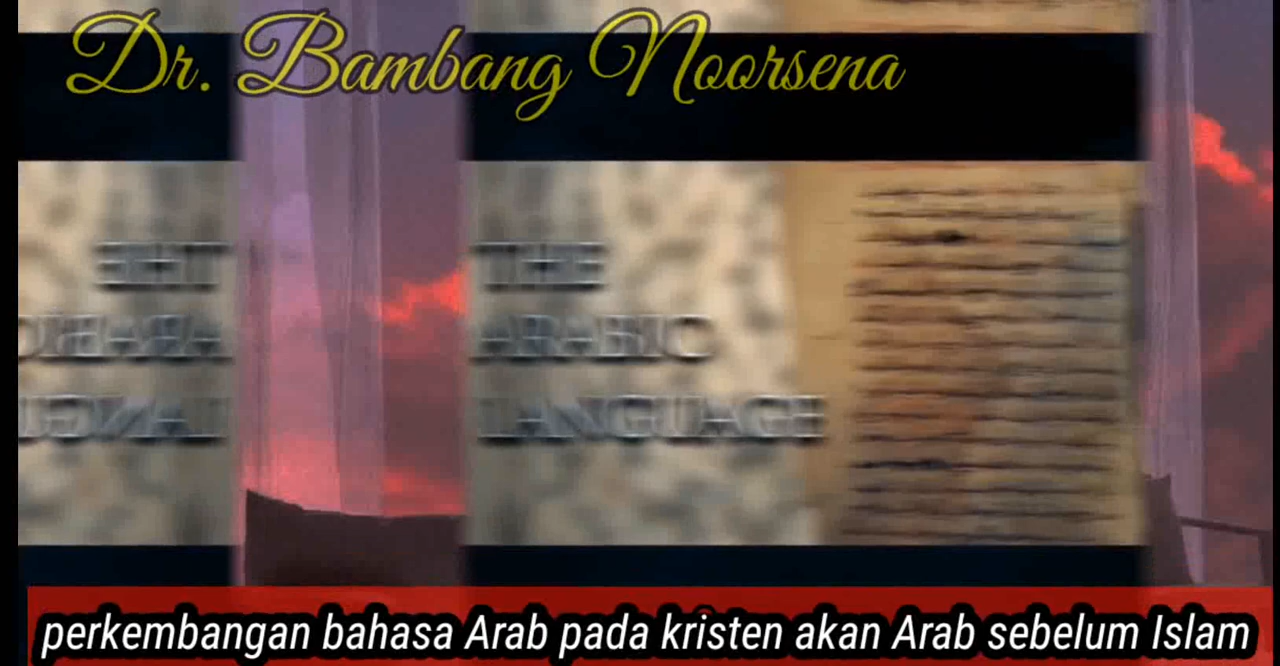 Dr. Bambang Noorsena
THE
ARABIC
LANGUAGE
perkembangan bahasa Arab pada kristen akan Arab sebelum Islam